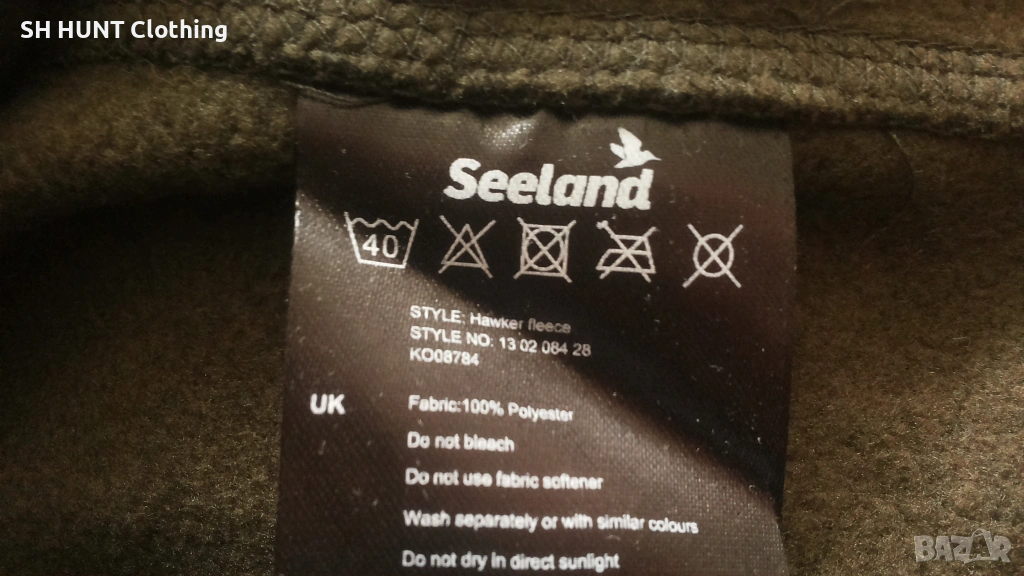 SH HUNT Clothing
Seeland
40
STYLE: Hawker fleece
STYLE NO: 13 02 084 28
KO08784
UK
Fabric:100% Polyester
Do not bleach
Do not use fabric softener
Wash separately or with similar colours
Do not dry in direct sunlight
BAZAR